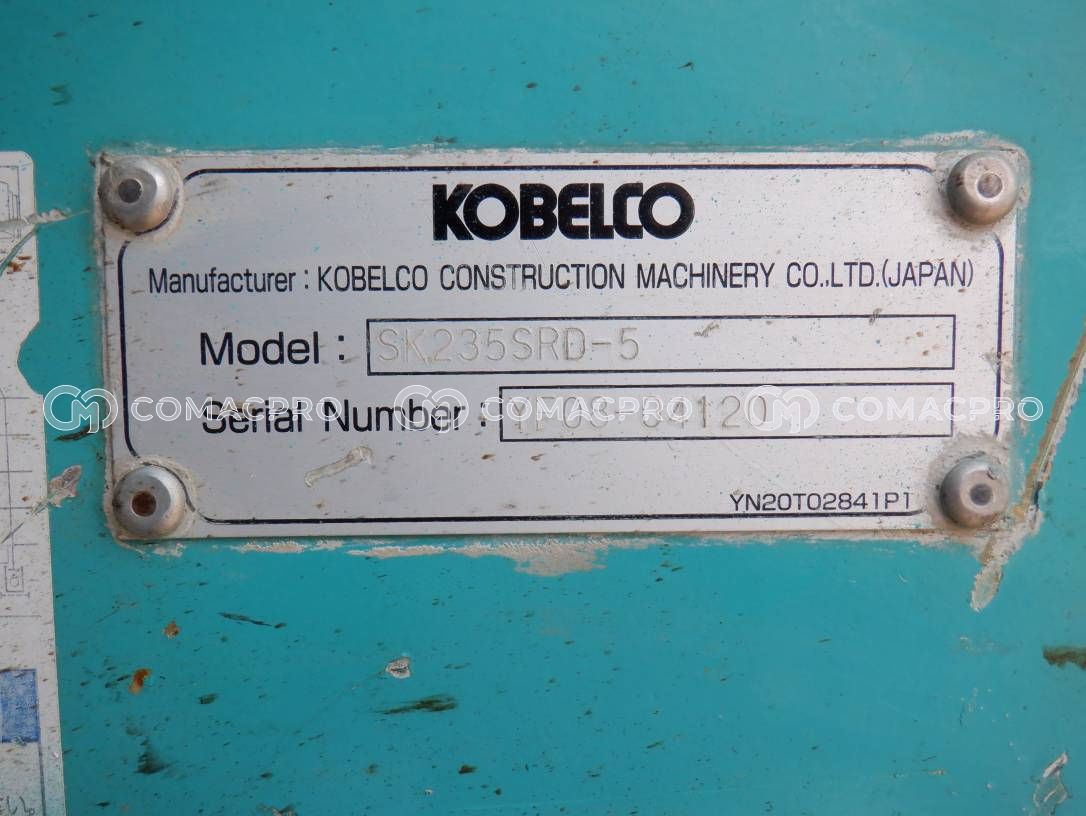 KOBELCO
Manufacturer : KOBELCO CONSTRUCTION MACHINERY CO.,LTD.(JAPAN)
Model : SK235SRD-5
COMACPRO COMACPRO COMACPRO
Serial Number :
YN20T02841P1